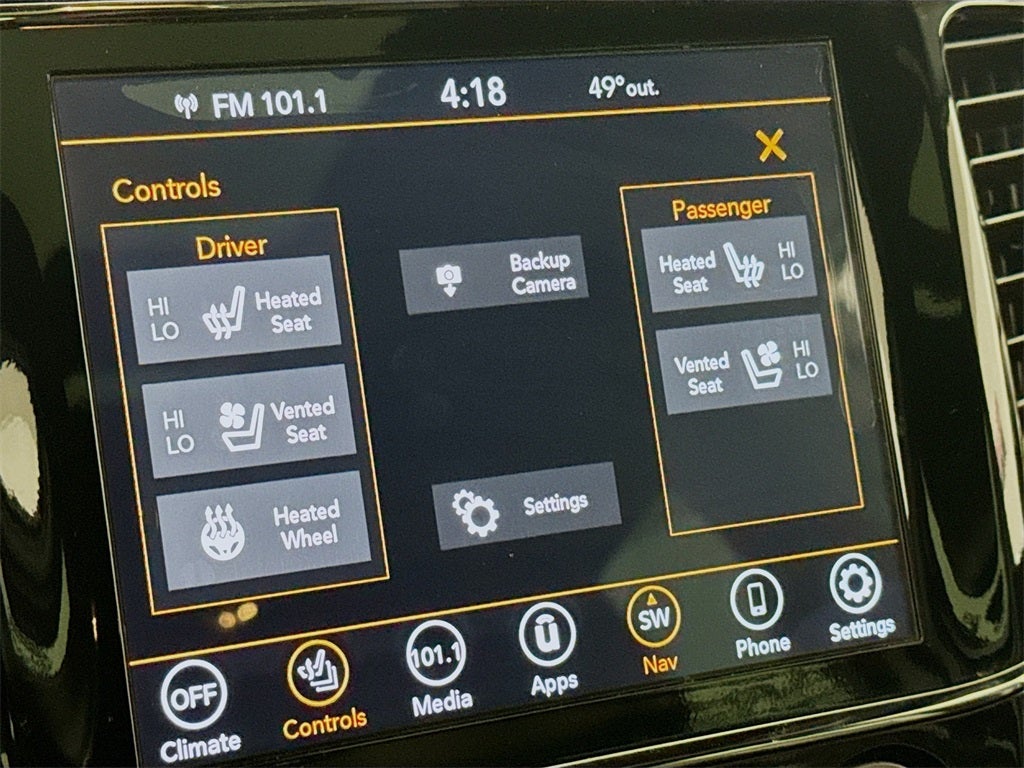 FM 101.1
4:18
49° out.
X
Controls
Driver
HI
LO
Heated
Seat
HI
LO
Vented
Seat
Heated
Wheel
Backup
Camera
Settings
Passenger
Heated
Seat
HI
LO
Vented
Seat
HI
LO
OFF
Climate
Controls
101.1
Media
Apps
SW
Nav
Phone
Settings